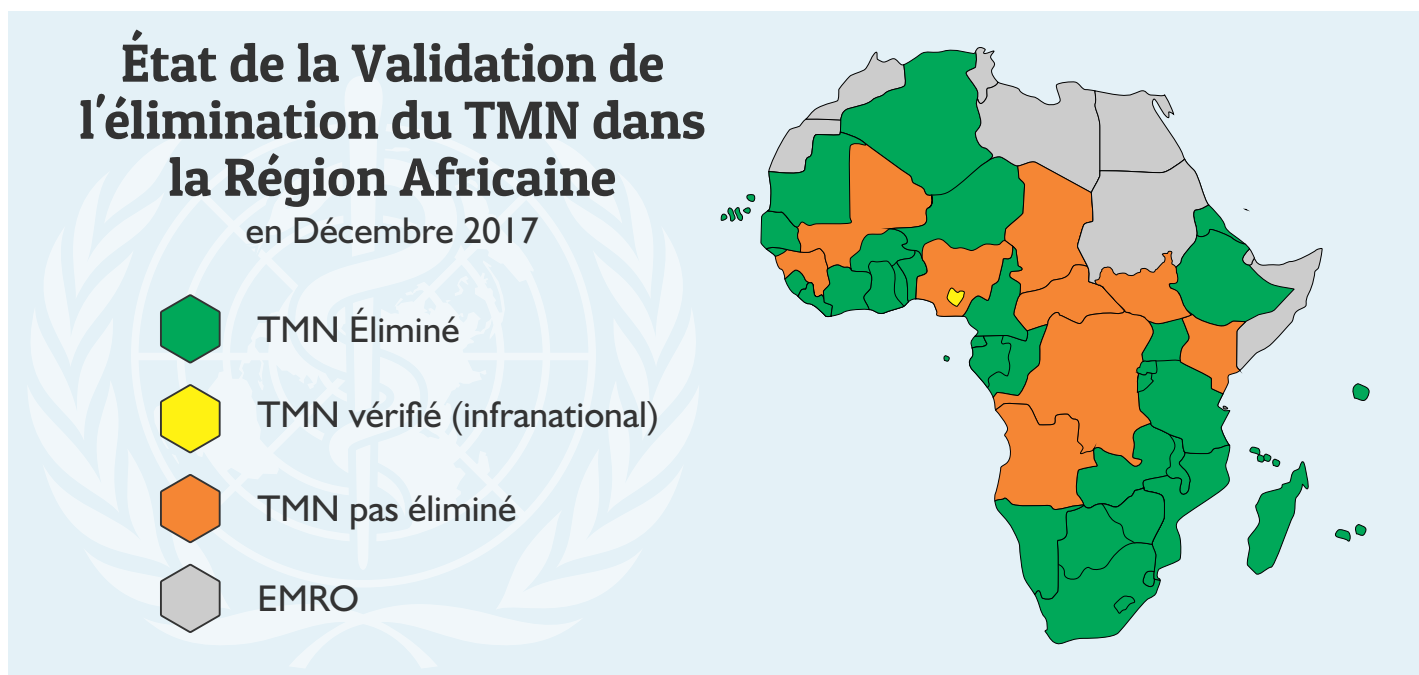 État de la Validation de
l'élimination du TMN dans
la Région Africaine
en Décembre 2017
TMN Éliminé
TMN vérifié (infranational)
TMN pas éliminé
EMRO